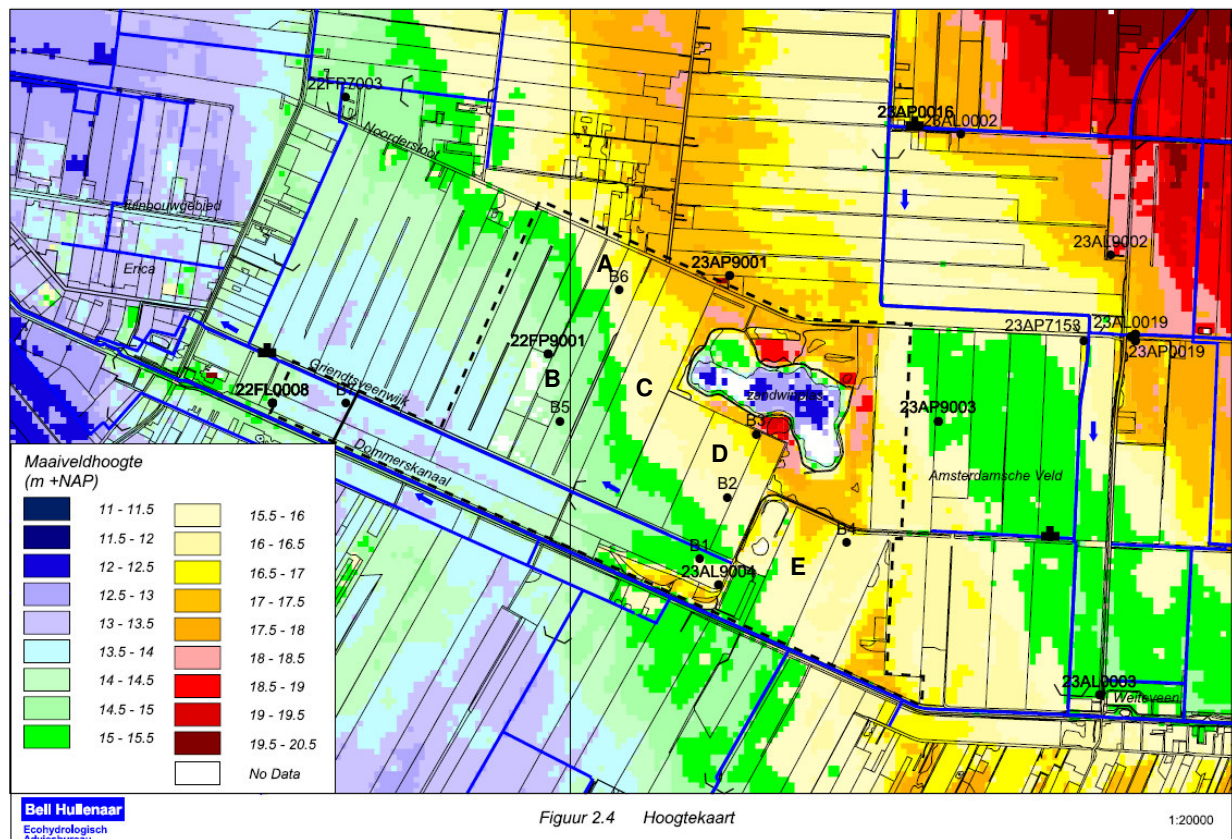 22FP7003
Noordersloot
23AP0016
23AL0002
Tuinbouwgebied
Erica
A
B6
23AP9001
23AL9002
23AP7153
23AL0019
23AP0019
22FP9001
B
C
Griendtsveenwijk
zandwinplas
22FL0008
B5
B3
23AP9003
Dommerskanaal
D
Amsterdamsche Veld
B2
B1
B4
23AL9004
E
23AL0003
Weiteveen
Maaiveldhoogte
(m +NAP)
11 - 11.5
11.5 - 12
12 - 12.5
12.5 - 13
13 - 13.5
13.5 - 14
14 - 14.5
14.5 - 15
15 - 15.5
15.5 - 16
16 - 16.5
16.5 - 17
17 - 17.5
17.5 - 18
18 - 18.5
18.5 - 19
19 - 19.5
19.5 - 20.5
No Data
Bell Hullenaar
Ecohydrologisch
Adviesbureau
Figuur 2.4 Hoogtekaart
1:20000